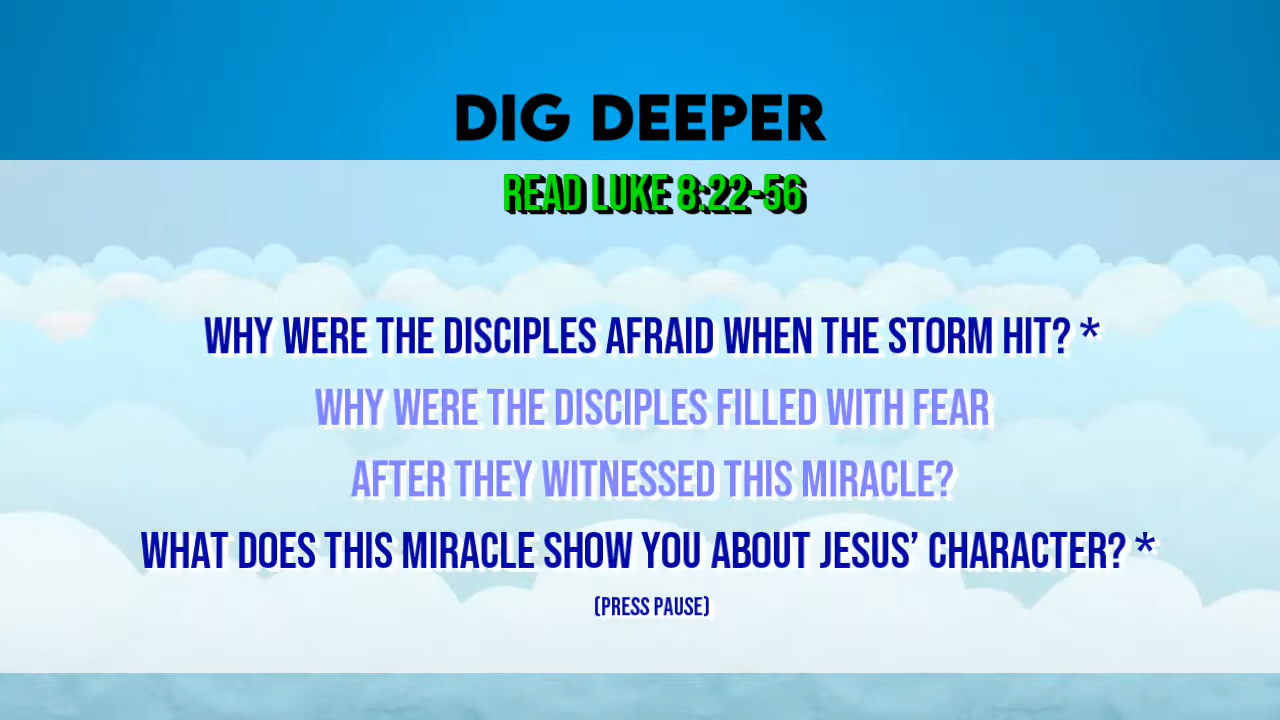 DIG DEEPER
READ LUKE 8:22-56
WHY WERE THE DISCIPLES AFRAID WHEN THE STORM HIT? *
WHY WERE THE DISCIPLES FILLED WITH FEAR
AFTER THEY WITNESSED THIS MIRACLE?
WHAT DOES THIS MIRACLE SHOW YOU ABOUT JESUS’ CHARACTER? *
(PRESS PAUSE)